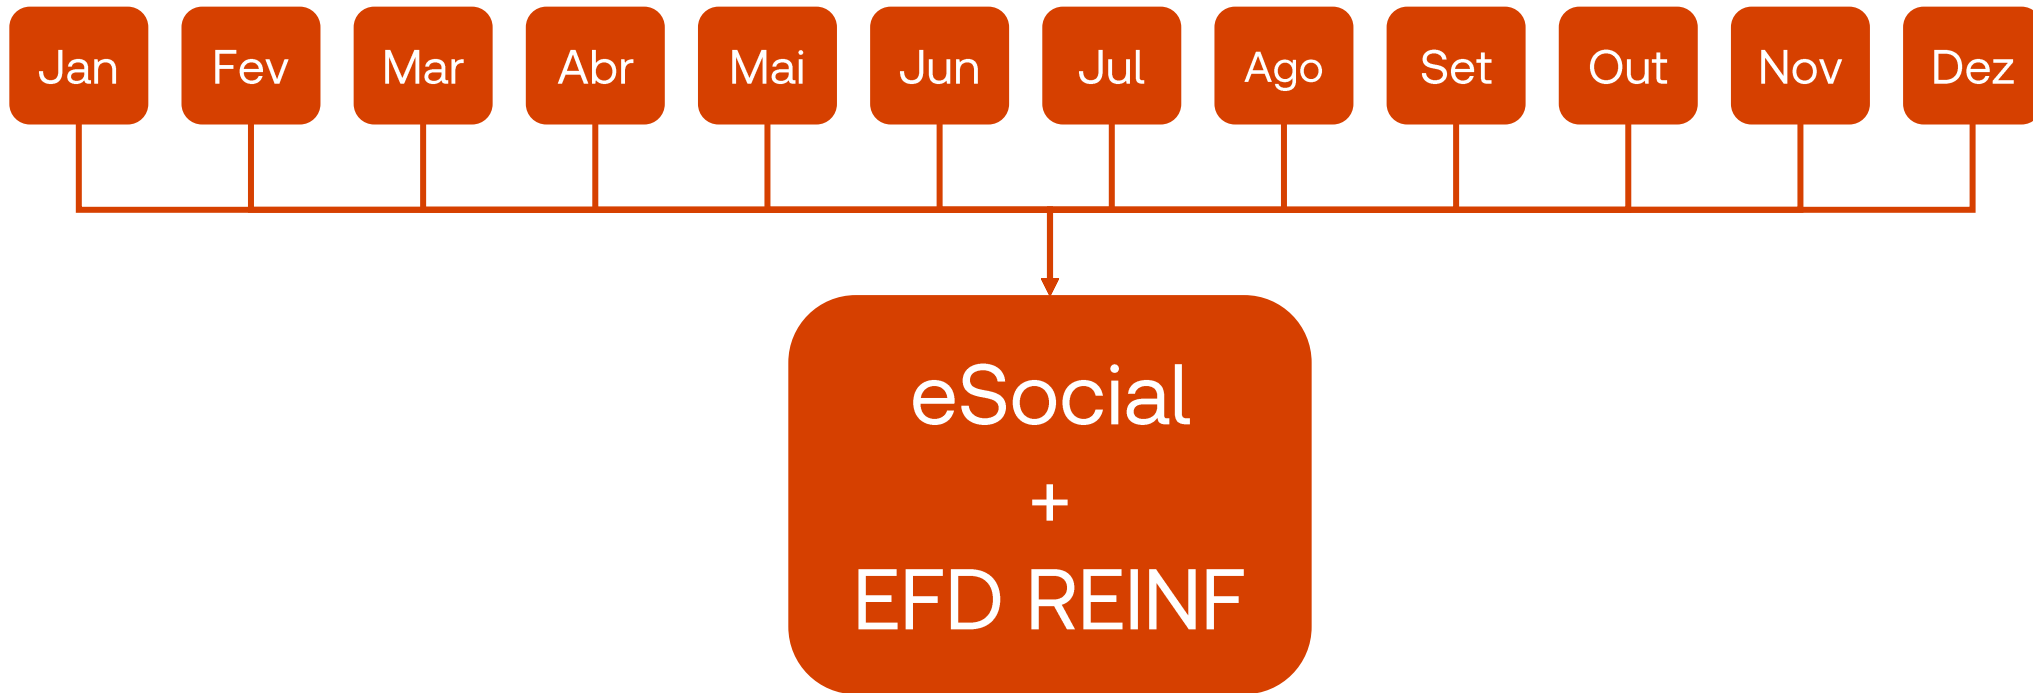 Jan Fev Mar Abr Mai Jun Jul Ago Set Out Nov Dez
eSocial
+
EFD REINF